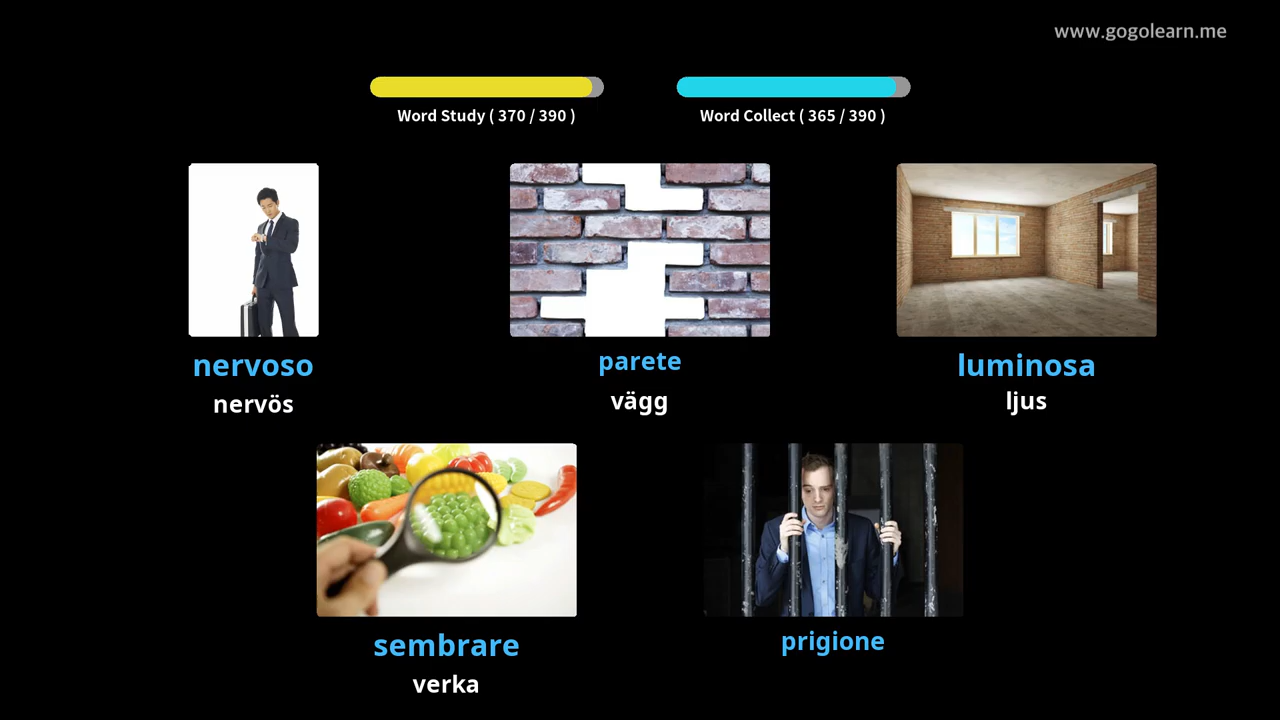 www.gogolearn.me
Word Study ( 370 / 390 )
Word Collect ( 365 / 390 )
nervoso
nervös
parete
vägg
luminosa
ljus
sembrare
verka
prigione